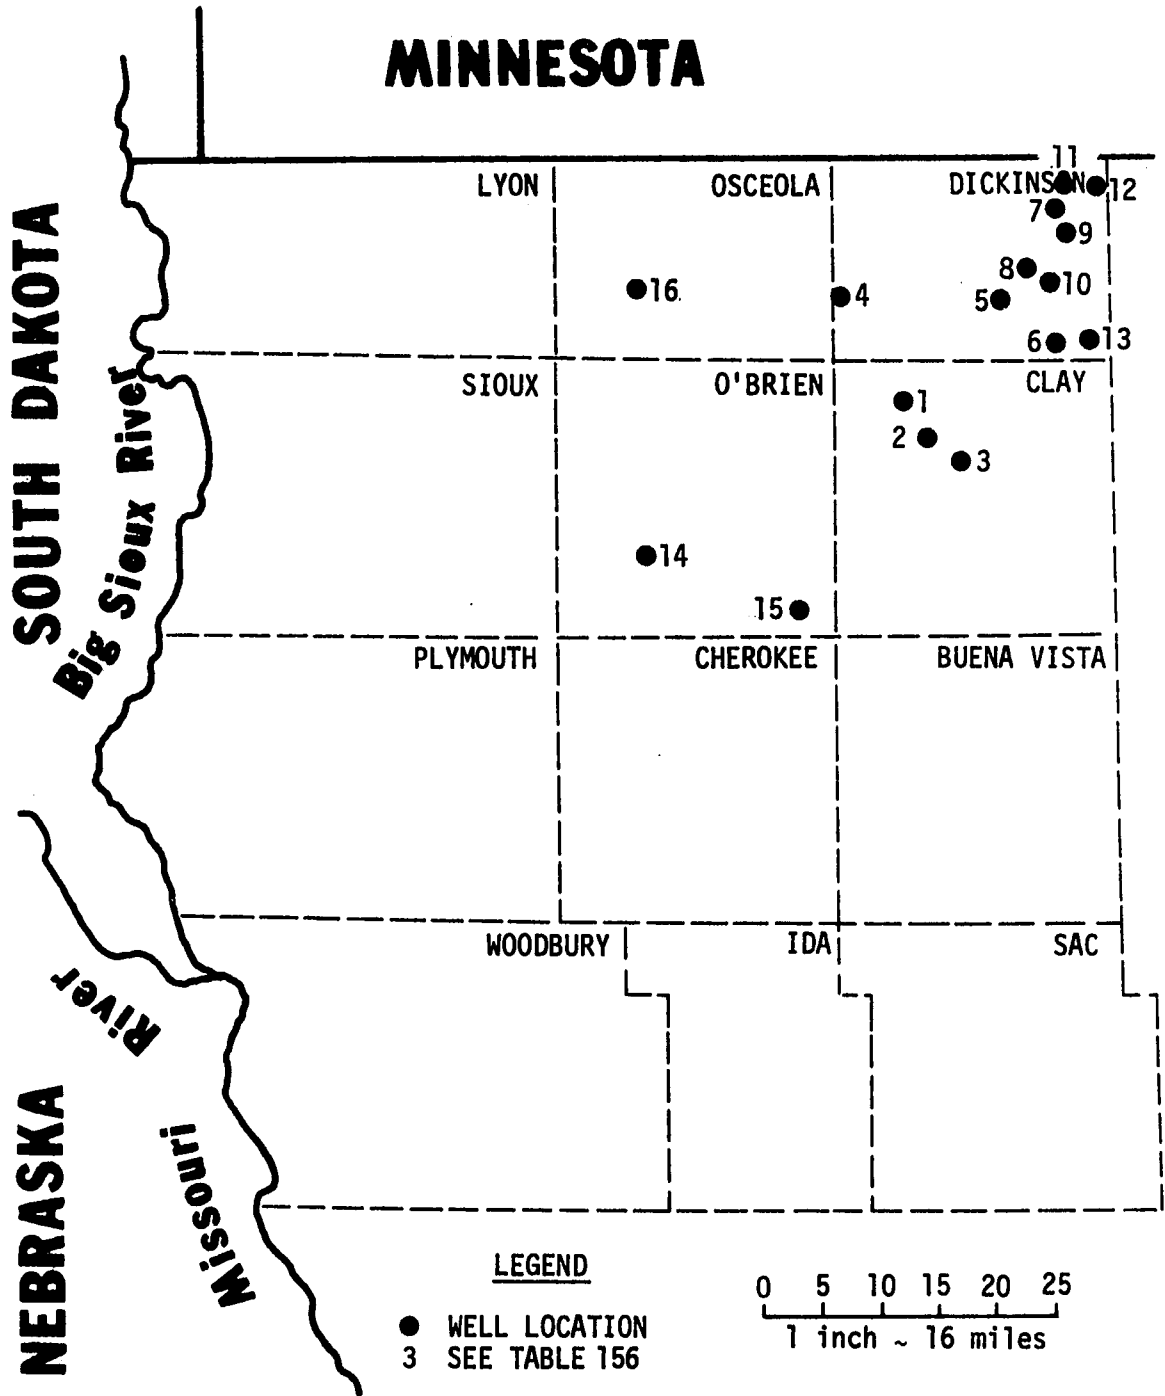 MINNESOTA
11
LYON
OSCEOLA
DICKINSON
12
7
9
8
10
16
4
5
6
13
SIOUX
O'BRIEN
CLAY
1
2
3
14
15
PLYMOUTH
CHEROKEE
BUENA VISTA
WOODBURY
IDA
SAC
SOUTH DAKOTA
Big Sioux River
NEBRASKA
Missouri River
LEGEND
WELL LOCATION
3 SEE TABLE 156
0 5 10 15 20 25
1 inch ~ 16 miles